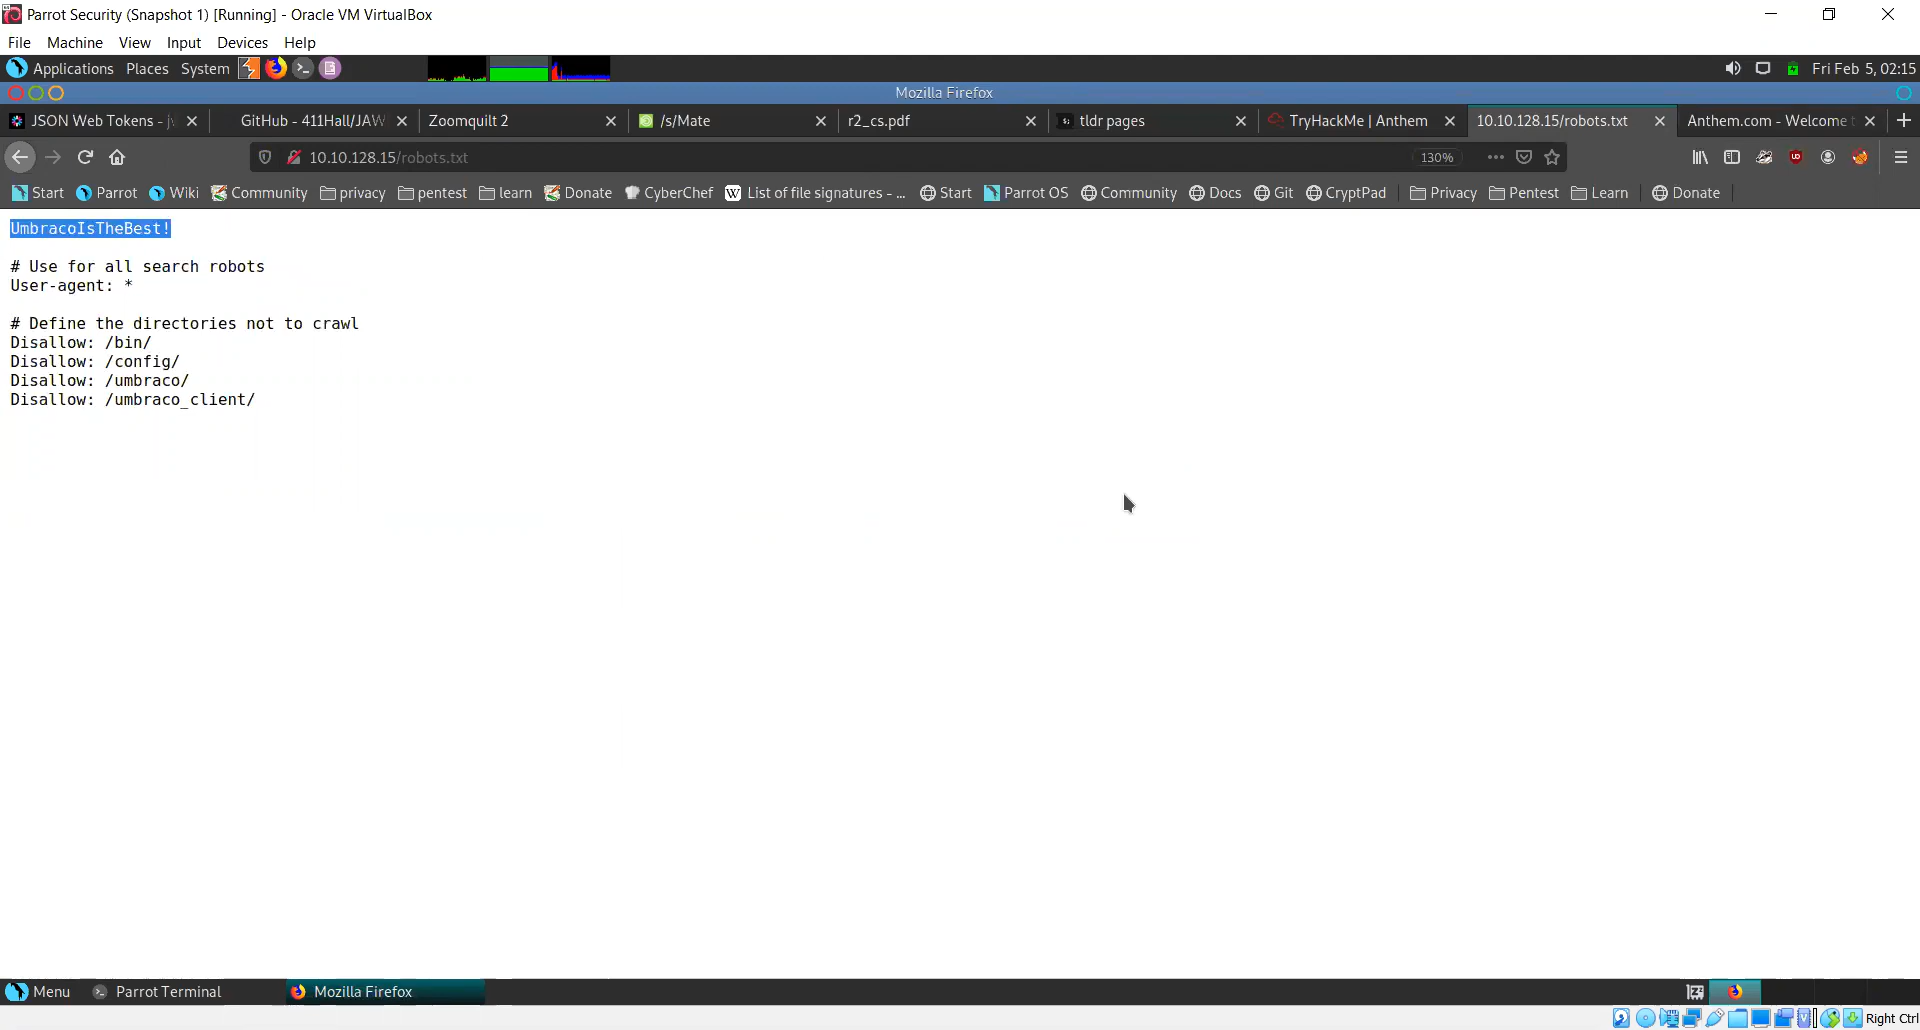 Parrot Security (Snapshot 1) [Running] - Oracle VM VirtualBox
File Machine View Input Devices Help
Applications Places System Fri Feb 5, 02:15
Mozilla Firefox
JSON Web Tokens - GitHub - 411Hall/JAW Zoomquilt 2 /s/Mate r2_cs.pdf tldr pages TryHackMe | Anthem 10.10.128.15/robots.txt Anthem.com - Welcome
10.10.128.15/robots.txt 130%
Start Parrot Wiki Community privacy pentest learn Donate CyberChef List of file signatures - ... Start Parrot OS Community Docs Git CryptPad Privacy Pentest Learn Donate
UmbracoIsTheBest!
# Use for all search robots
User-agent: *
# Define the directories not to crawl
Disallow: /bin/
Disallow: /config/
Disallow: /umbraco/
Disallow: /umbraco_client/
Menu Parrot Terminal Mozilla Firefox
Right Ctrl